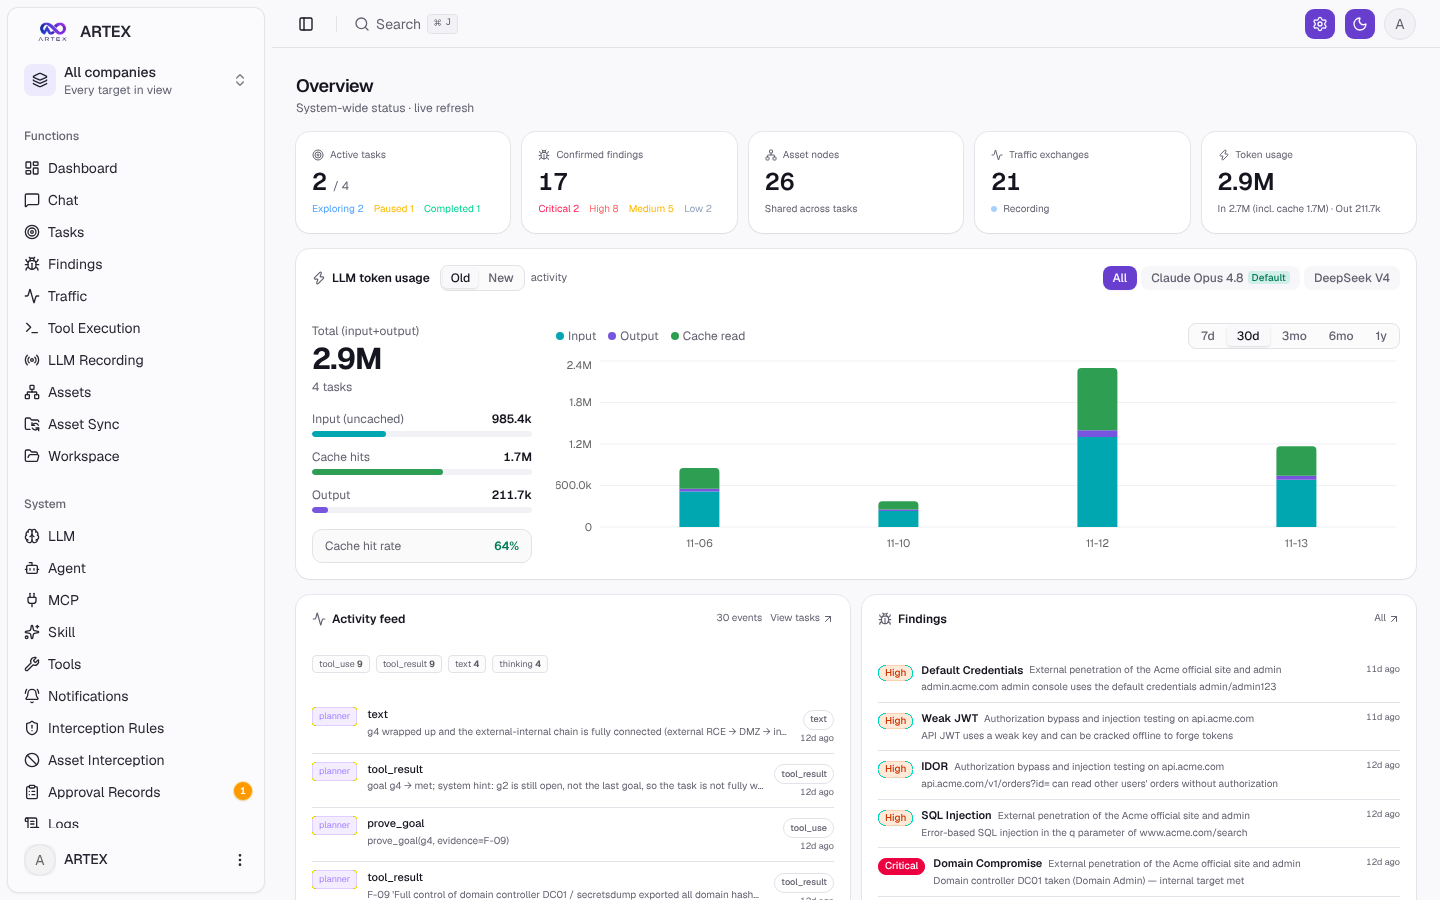 ARTEX
ARTEX
All companies
Every target in view
Functions
Dashboard
Chat
Tasks
Findings
Traffic
Tool Execution
LLM Recording
Assets
Asset Sync
Workspace
System
LLM
Agent
MCP
Skill
Tools
Notifications
Interception Rules
Asset Interception
Approval Records 1
Logs
A ARTEX
Search ⌘ J
A
Overview
System-wide status · live refresh
Active tasks
2 / 4
Exploring 2 Paused 1 Completed 1
Confirmed findings
17
Critical 2 High 8 Medium 5 Low 2
Asset nodes
26
Shared across tasks
Traffic exchanges
21
Recording
Token usage
2.9M
In 2.7M (incl. cache 1.7M) · Out 211.7k
LLM token usage Old New activity
All Claude Opus 4.8 Default DeepSeek V4
Total (input+output)
2.9M
4 tasks
Input (uncached) 985.4k
Cache hits 1.7M
Output 211.7k
Cache hit rate 64%
Input Output Cache read
7d 30d 3mo 6mo 1y
2.4M
1.8M
1.2M
600.0k
0
11-06 11-10 11-12 11-13
Activity feed 30 events View tasks
tool_use 9 tool_result 9 text 4 thinking 4
planner text text
g4 wrapped up and the external-internal chain is fully connected (external RCE → DMZ → in... 12d ago
planner tool_result tool_result
goal g4 → met; system hint: g2 is still open, not the last goal, so the task is not fully w... 12d ago
planner prove_goal tool_use
prove_goal(g4, evidence=F-09) 12d ago
planner tool_result tool_result
F-09 'Full control of domain controller DC01 / secretsdump exported all domain hash... 12d ago
Findings All
High Default Credentials External penetration of the Acme official site and admin 11d ago
admin.acme.com admin console uses the default credentials admin/admin123
High Weak JWT Authorization bypass and injection testing on api.acme.com 11d ago
API JWT uses a weak key and can be cracked offline to forge tokens
High IDOR Authorization bypass and injection testing on api.acme.com 12d ago
api.acme.com/v1/orders?id= can read other users' orders without authorization
High SQL Injection External penetration of the Acme official site and admin 12d ago
Error-based SQL injection in the q parameter of www.acme.com/search
Critical Domain Compromise External penetration of the Acme official site and admin 12d ago
Domain controller DC01 taken (Domain Admin) — internal target met